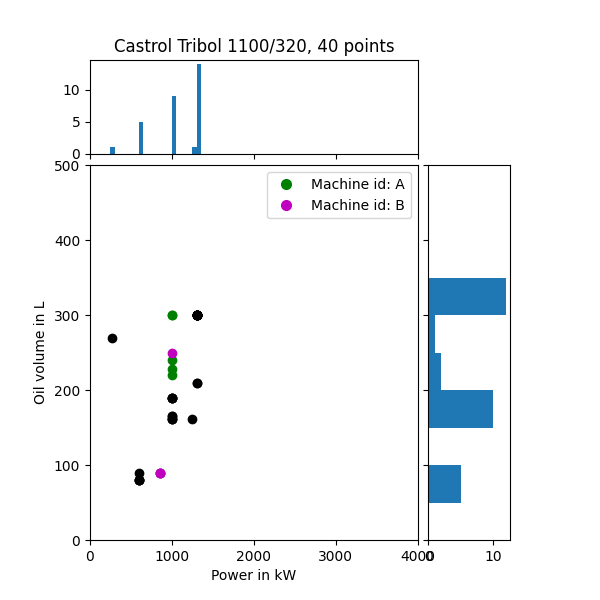 Castrol Tribol 1100/320, 40 points
10
5
0
500
400
300
200
100
0
Machine id: A
Machine id: B
Oil volume in L
0 1000 2000 3000 4000
0 10
Power in kW